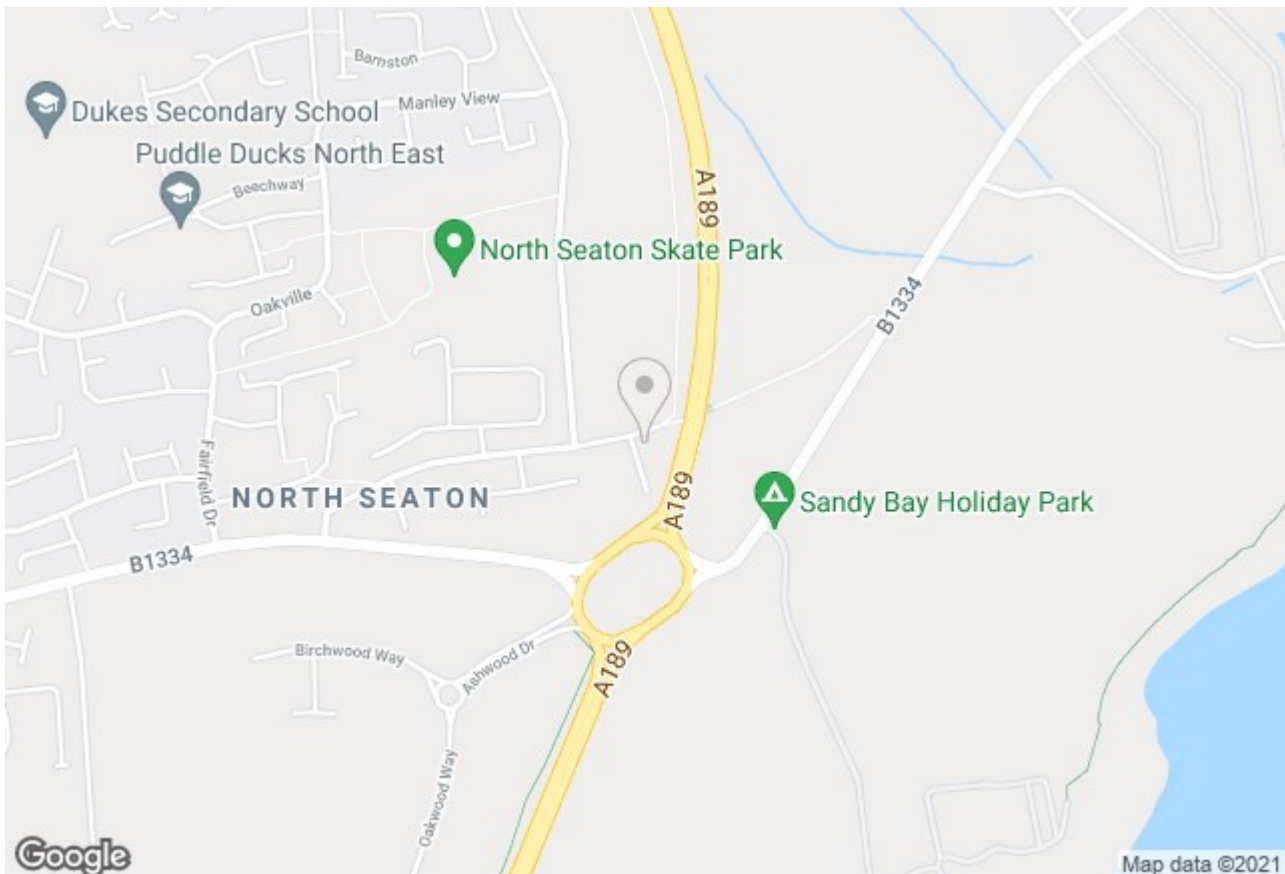 Barnston
Manley View
Dukes Secondary School
Puddle Ducks North East
Beechway
A189
North Seaton Skate Park
Oakville
B1334
Fairfield Dr
NORTH SEATON
A189
Sandy Bay Holiday Park
B1334
Birchwood Way
Ashwood Dr
A189
Oakwood Way
Google
Map data ©2021